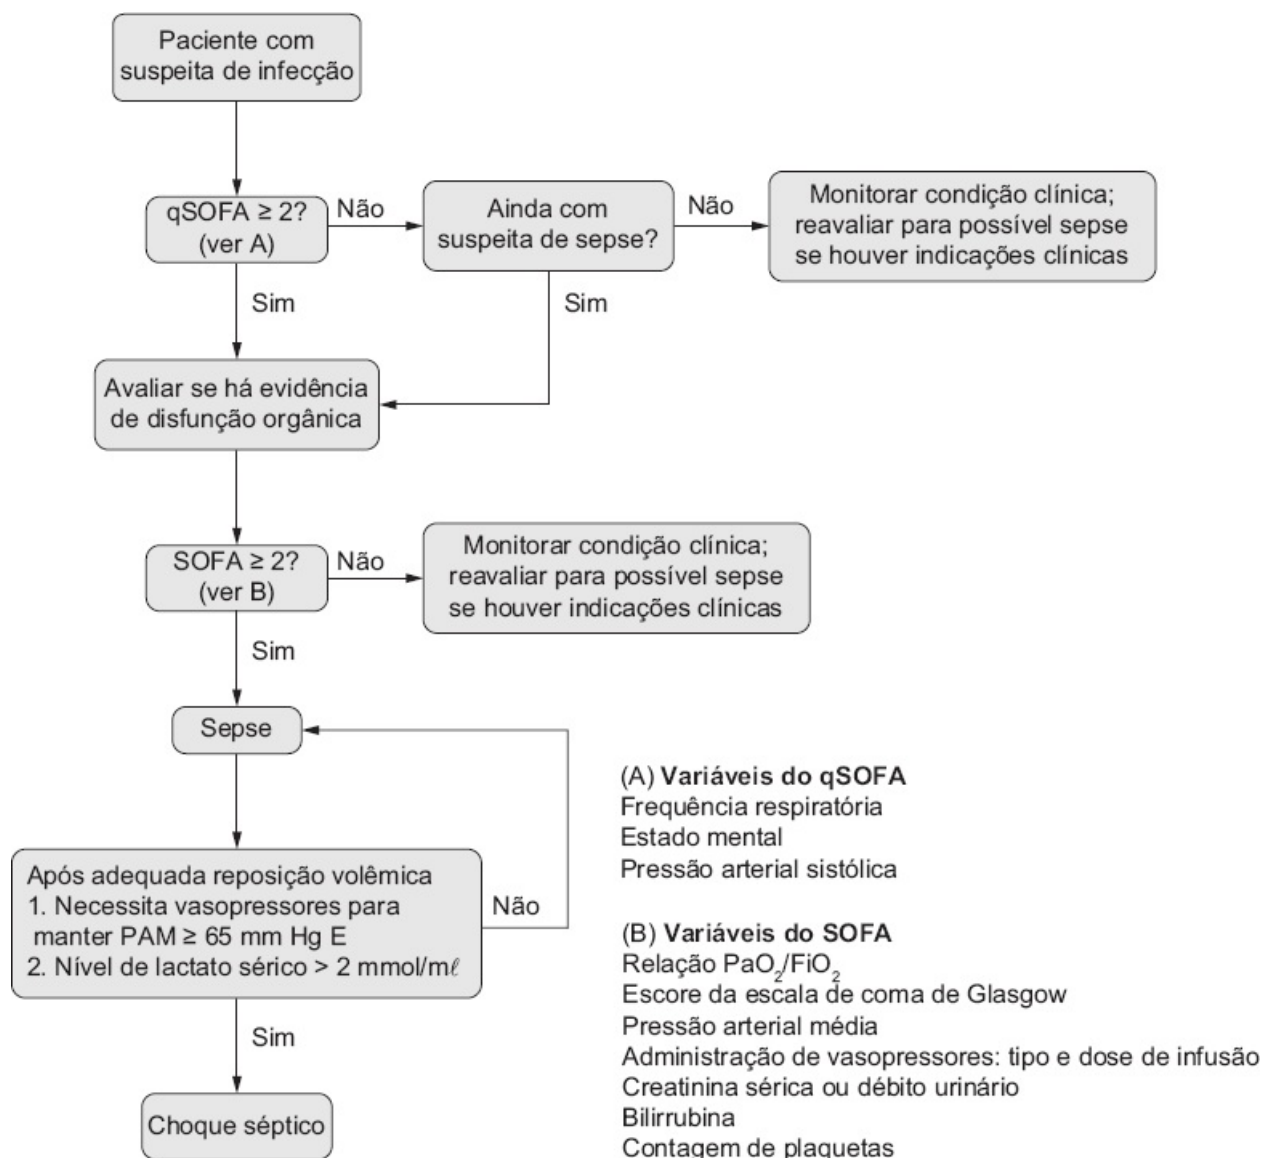 Paciente com
suspeita de infecção
qSOFA ≥ 2?
(ver A)
Não
Ainda com
suspeita de sepse?
Não
Monitorar condição clínica;
reavaliar para possível sepse
se houver indicações clínicas
Sim
Sim
Avaliar se há evidência
de disfunção orgânica
SOFA ≥ 2?
(ver B)
Não
Monitorar condição clínica;
reavaliar para possível sepse
se houver indicações clínicas
Sim
Sepse
Após adequada reposição volêmica
1. Necessita vasopressores para
manter PAM ≥ 65 mm Hg E
2. Nível de lactato sérico > 2 mmol/mℓ
Não
Sim
Choque séptico
(A) Variáveis do qSOFA
Frequência respiratória
Estado mental
Pressão arterial sistólica
(B) Variáveis do SOFA
Relação PaO₂/FiO₂
Escore da escala de coma de Glasgow
Pressão arterial média
Administração de vasopressores: tipo e dose de infusão
Creatinina sérica ou débito urinário
Bilirrubina
Contagem de plaquetas